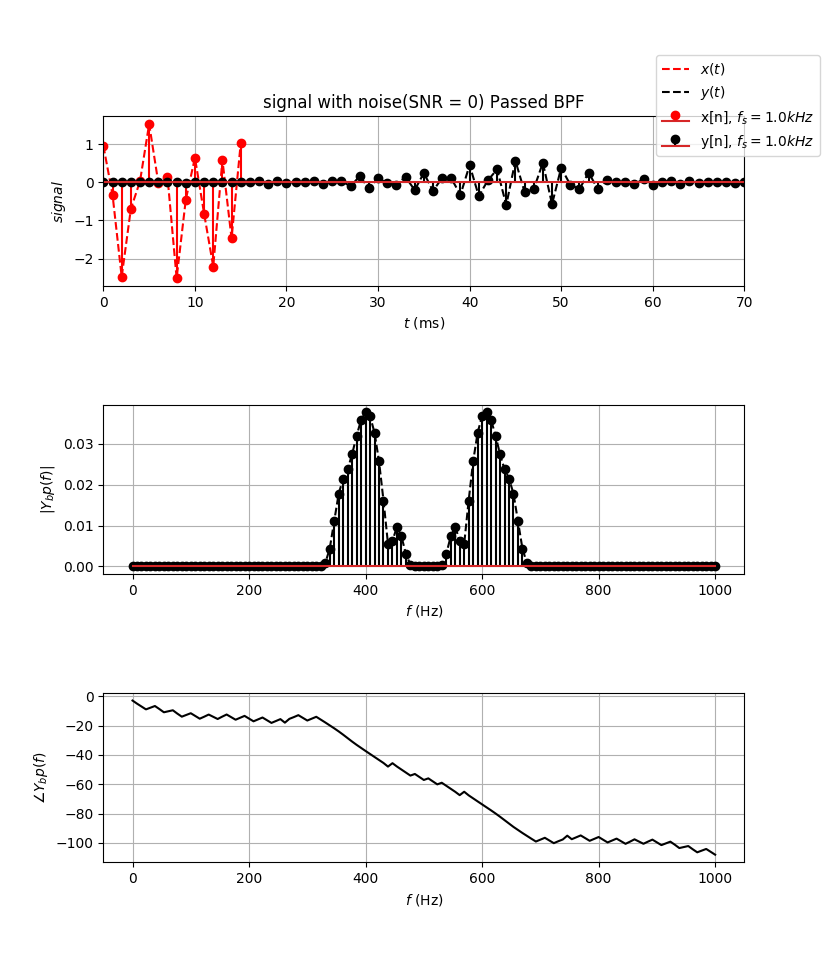 x(t)
y(t)
x[n], fₛ = 1.0kHz
y[n], fₛ = 1.0kHz
signal with noise(SNR = 0) Passed BPF
signal
1
0
−1
−2
0 10 20 30 40 50 60 70
t (ms)
|Y_bp(f)|
0.03
0.02
0.01
0.00
0 200 400 600 800 1000
f (Hz)
∠Y_bp(f)
0
−20
−40
−60
−80
−100
0 200 400 600 800 1000
f (Hz)